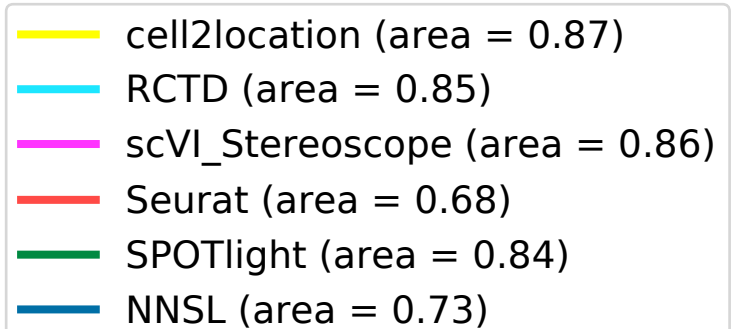 cell2location (area = 0.87)
RCTD (area = 0.85)
scVI_Stereoscope (area = 0.86)
Seurat (area = 0.68)
SPOTlight (area = 0.84)
NNSL (area = 0.73)